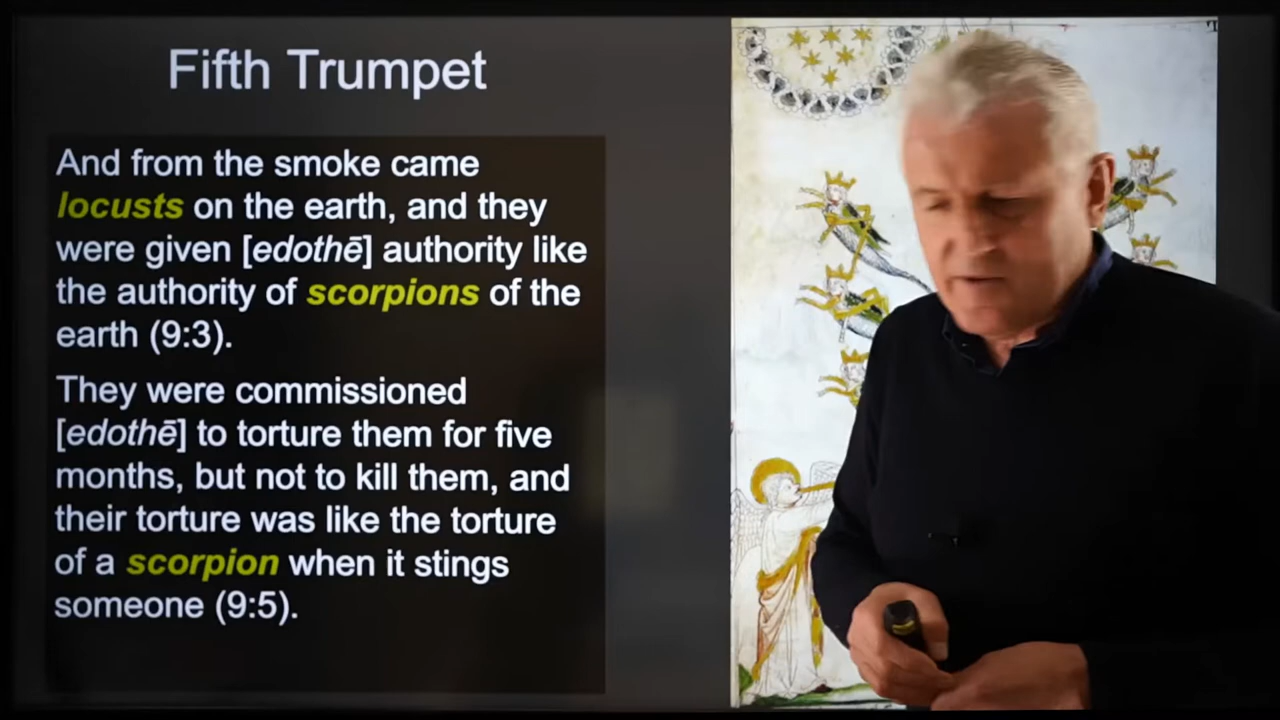 Fifth Trumpet
And from the smoke came
locusts on the earth, and they
were given [edothē] authority like
the authority of scorpions of the
earth (9:3).
They were commissioned
[edothē] to torture them for five
months, but not to kill them, and
their torture was like the torture
of a scorpion when it stings
someone (9:5).